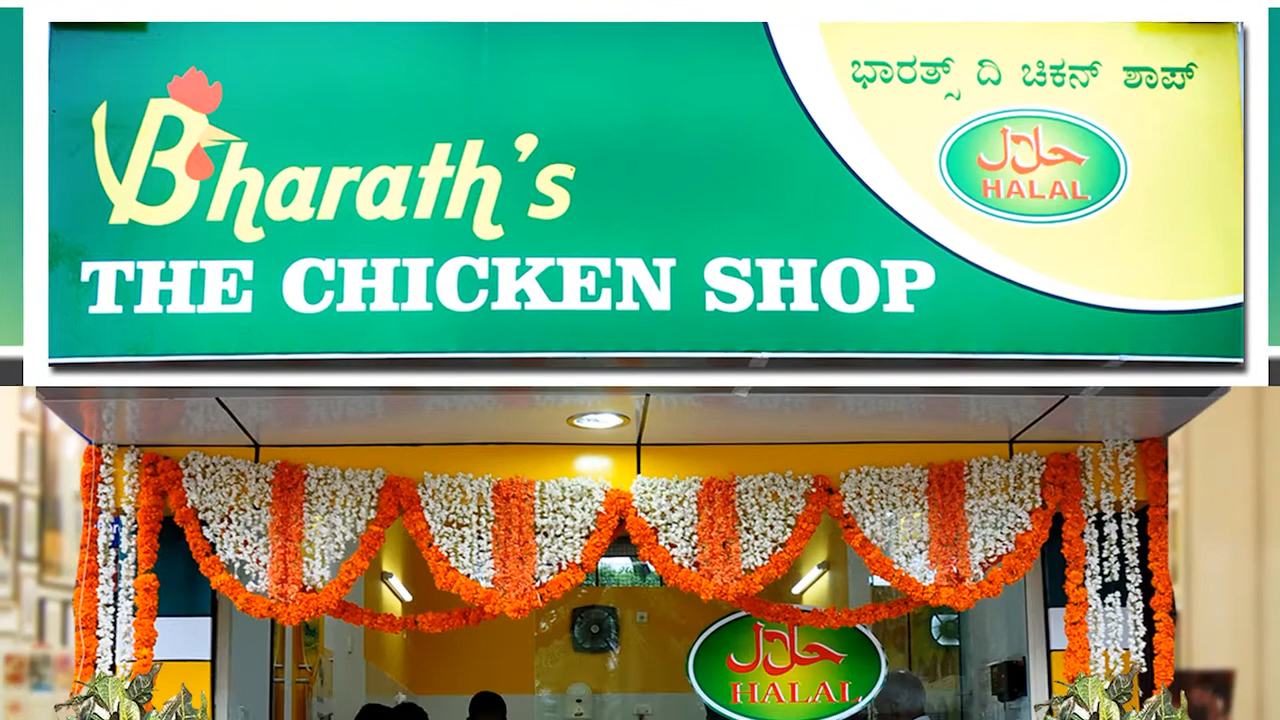 Bharath's
THE CHICKEN SHOP
ಭಾರತ್ಸ್ ದಿ ಚಿಕನ್ ಶಾಪ್
حلال
HALAL
حلال
HALAL